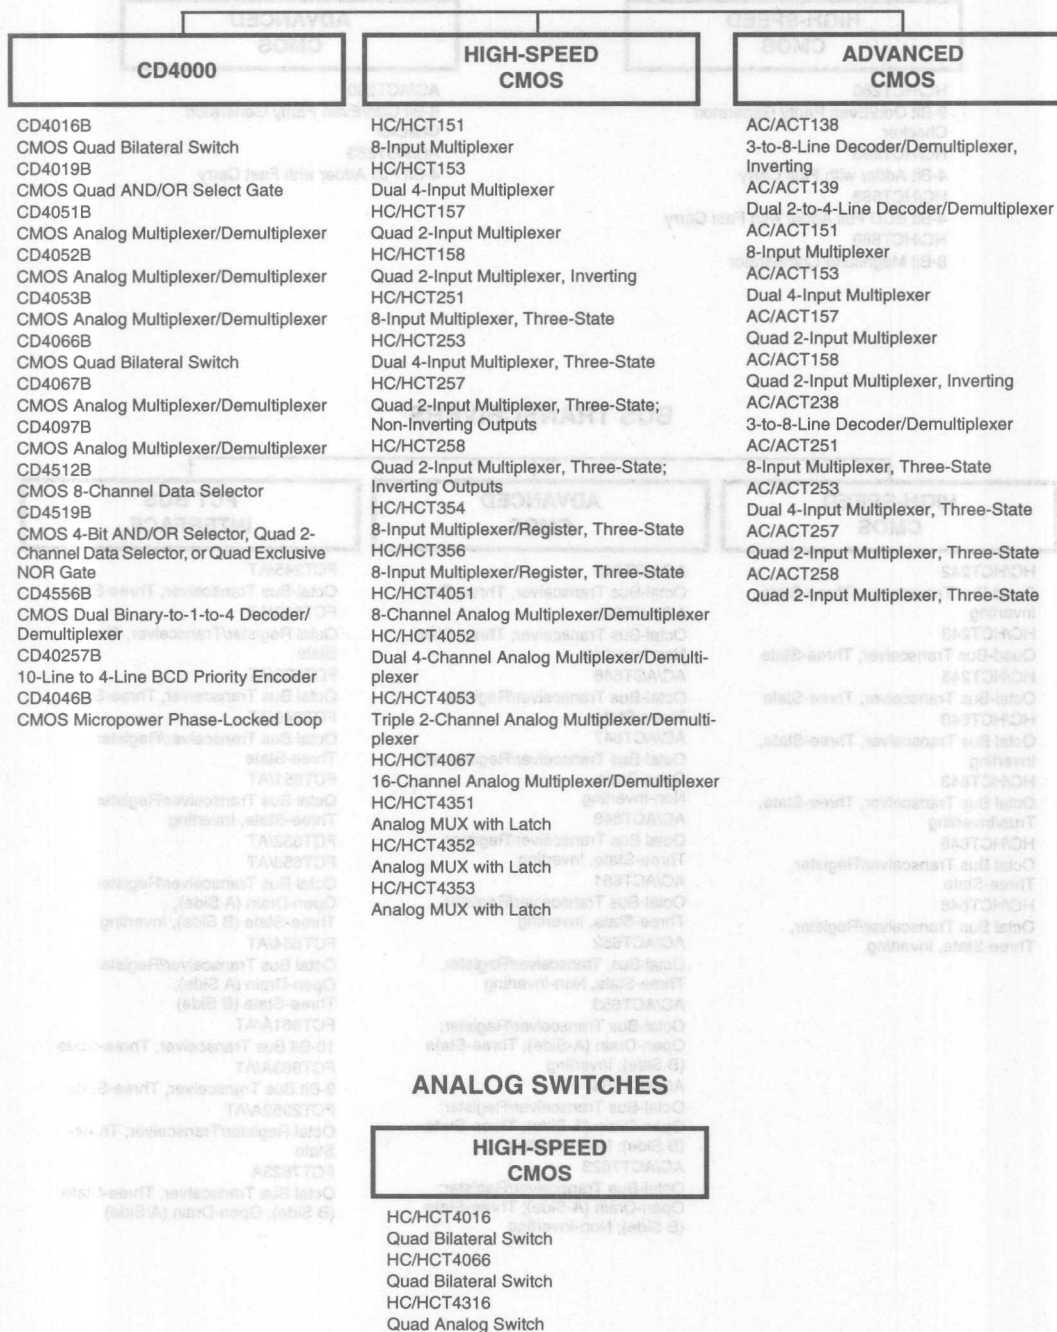 CD4000
CD4016B
CMOS Quad Bilateral Switch
CD4019B
CMOS Quad AND/OR Select Gate
CD4051B
CMOS Analog Multiplexer/Demultiplexer
CD4052B
CMOS Analog Multiplexer/Demultiplexer
CD4053B
CMOS Analog Multiplexer/Demultiplexer
CD4066B
CMOS Quad Bilateral Switch
CD4067B
CMOS Analog Multiplexer/Demultiplexer
CD4097B
CMOS Analog Multiplexer/Demultiplexer
CD4512B
CMOS 8-Channel Data Selector
CD4519B
CMOS 4-Bit AND/OR Selector, Quad 2-
Channel Data Selector, or Quad Exclusive
NOR Gate
CD4556B
CMOS Dual Binary-to-1-to-4 Decoder/
Demultiplexer
CD40257B
10-Line to 4-Line BCD Priority Encoder
CD4046B
CMOS Micropower Phase-Locked Loop
HIGH-SPEED
CMOS
HC/HCT151
8-Input Multiplexer
HC/HCT153
Dual 4-Input Multiplexer
HC/HCT157
Quad 2-Input Multiplexer
HC/HCT158
Quad 2-Input Multiplexer, Inverting
HC/HCT251
8-Input Multiplexer, Three-State
HC/HCT253
Dual 4-Input Multiplexer, Three-State
HC/HCT257
Quad 2-Input Multiplexer, Three-State;
Non-Inverting Outputs
HC/HCT258
Quad 2-Input Multiplexer, Three-State;
Inverting Outputs
HC/HCT354
8-Input Multiplexer/Register, Three-State
HC/HCT356
8-Input Multiplexer/Register, Three-State
HC/HCT4051
8-Channel Analog Multiplexer/Demultiplexer
HC/HCT4052
Dual 4-Channel Analog Multiplexer/Demulti-
plexer
HC/HCT4053
Triple 2-Channel Analog Multiplexer/Demulti-
plexer
HC/HCT4067
16-Channel Analog Multiplexer/Demultiplexer
HC/HCT4351
Analog MUX with Latch
HC/HCT4352
Analog MUX with Latch
HC/HCT4353
Analog MUX with Latch
ADVANCED
CMOS
AC/ACT138
3-to-8-Line Decoder/Demultiplexer,
Inverting
AC/ACT139
Dual 2-to-4-Line Decoder/Demultiplexer
AC/ACT151
8-Input Multiplexer
AC/ACT153
Dual 4-Input Multiplexer
AC/ACT157
Quad 2-Input Multiplexer
AC/ACT158
Quad 2-Input Multiplexer, Inverting
AC/ACT238
3-to-8-Line Decoder/Demultiplexer
AC/ACT251
8-Input Multiplexer, Three-State
AC/ACT253
Dual 4-Input Multiplexer, Three-State
AC/ACT257
Quad 2-Input Multiplexer, Three-State
AC/ACT258
Quad 2-Input Multiplexer, Three-State
ANALOG SWITCHES
HIGH-SPEED
CMOS
HC/HCT4016
Quad Bilateral Switch
HC/HCT4066
Quad Bilateral Switch
HC/HCT4316
Quad Analog Switch